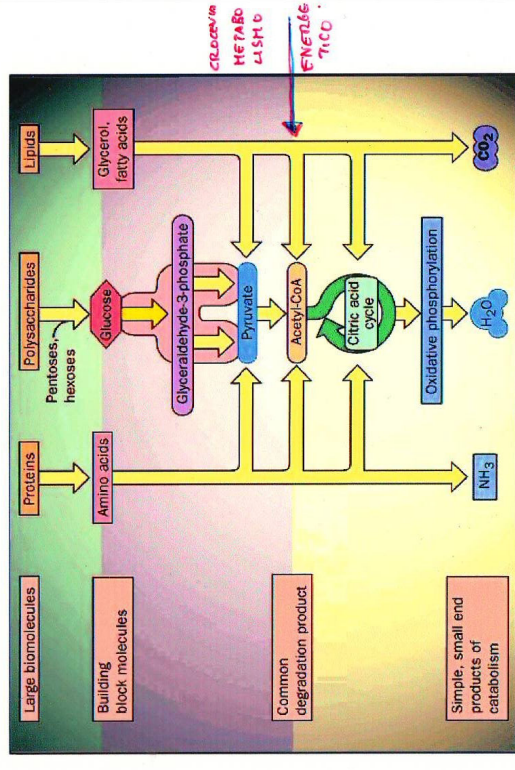 CROCEVIA
METABO
LISMO
ENERGE
TICO
Large biomolecules
Proteins
Polysaccharides
Lipids
Pentoses,
hexoses
Building
block molecules
Amino acids
Glucose
Glycerol,
fatty acids
Glyceraldehyde-3-phosphate
Pyruvate
Common
degradation product
Acetyl-CoA
Citric acid
cycle
Oxidative phosphorylation
Simple, small end
products of
catabolism
NH3
H2O
CO2